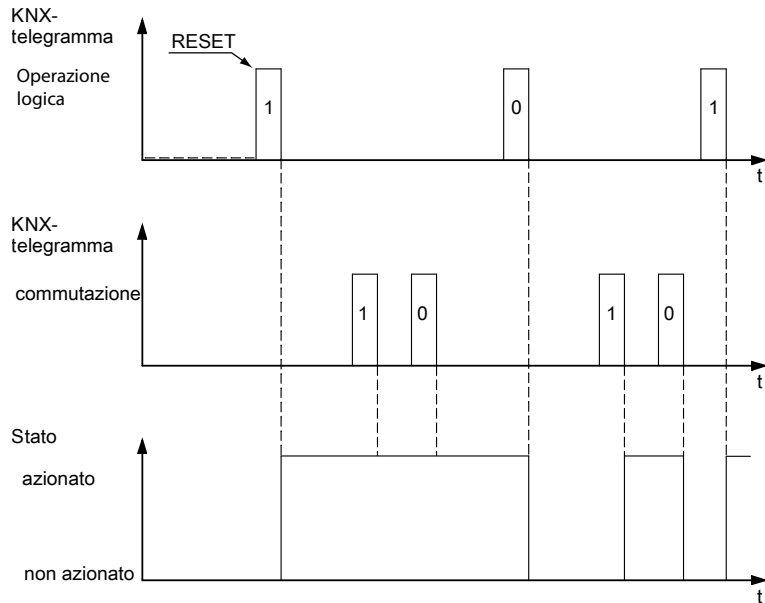 KNX-
telegramma
RESET
Operazione
logica
1
0
1
t
KNX-
telegramma
commutazione
1
0
1
0
t
Stato
azionato
non azionato
t